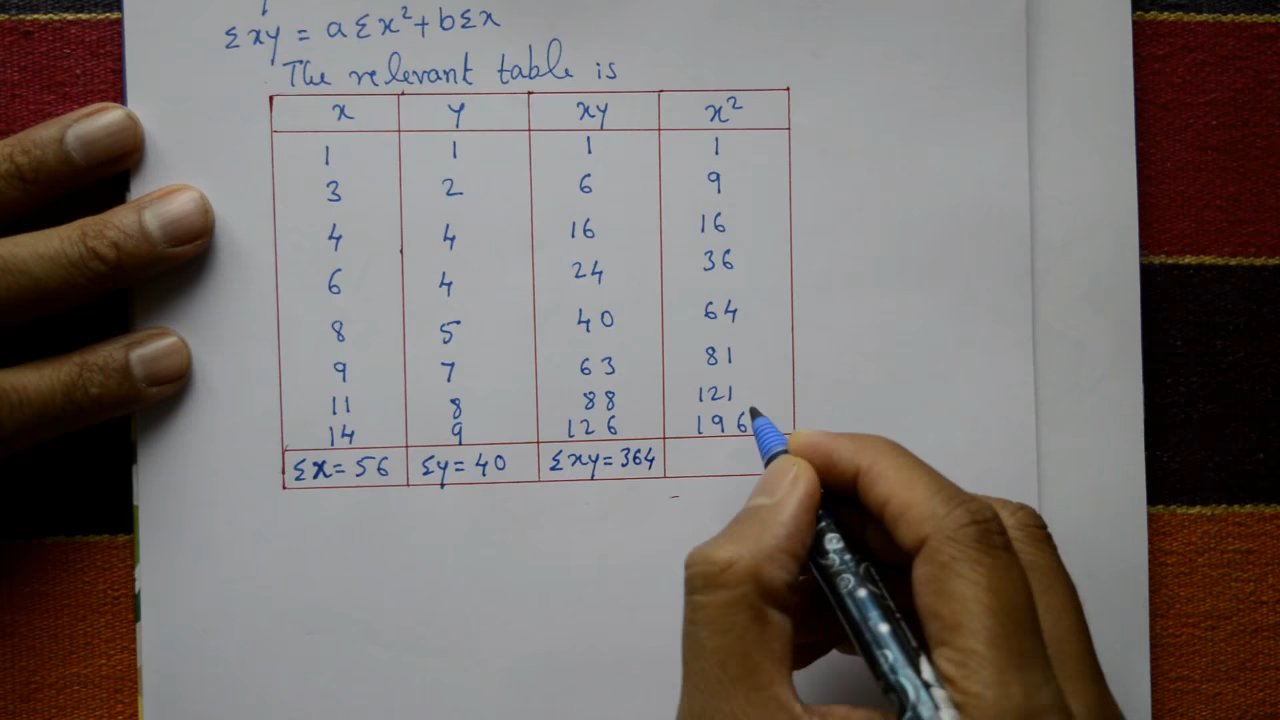 Σxy = aΣx²+bΣx
The relevant table is
x y xy x²
1 1 1 1
3 2 6 9
4 4 16 16
6 4 24 36
8 5 40 64
9 7 63 81
11 8 88 121
14 9 126 196
Σx=56 Σy=40 Σxy=364